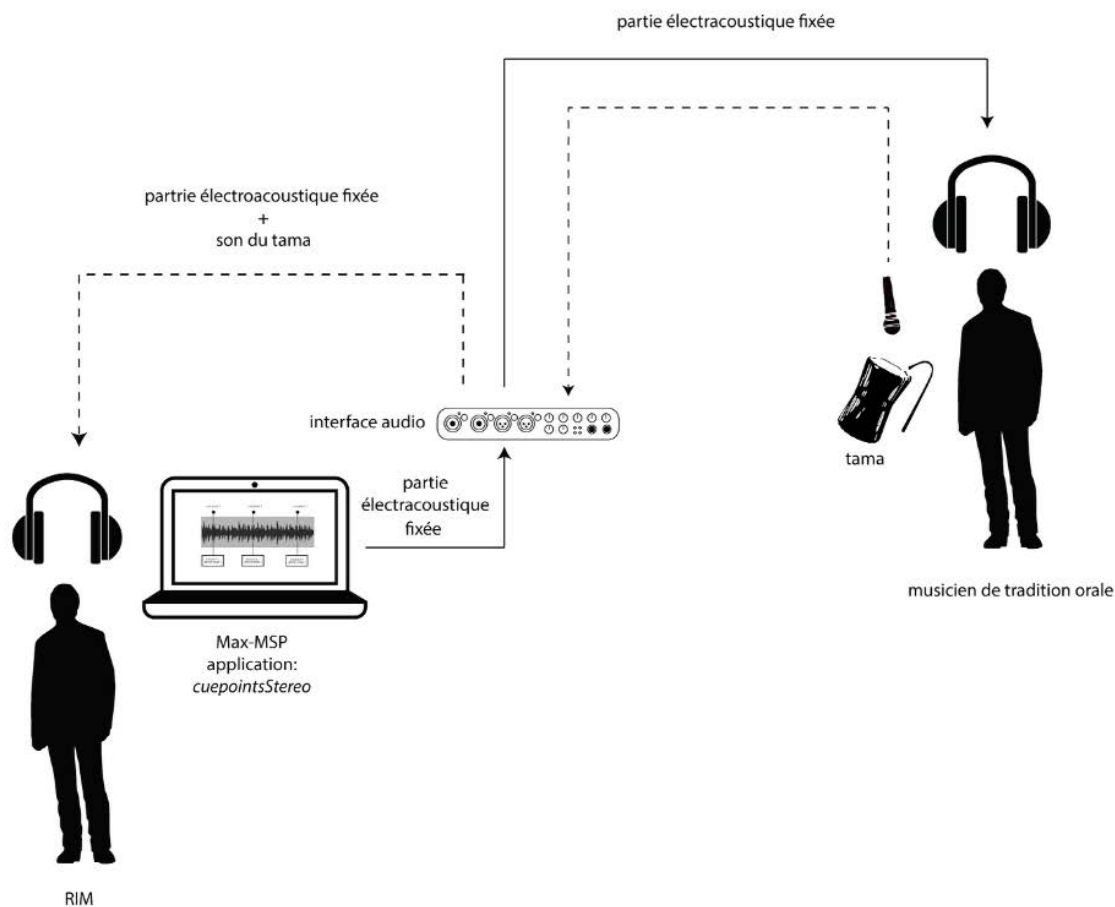 partie électracoustique fixée
partrie électroacoustique fixée
+
son du tama
interface audio
tama
partie
électracoustique
fixée
musicien de tradition orale
Max-MSP
application:
cuepointsStereo
RIM